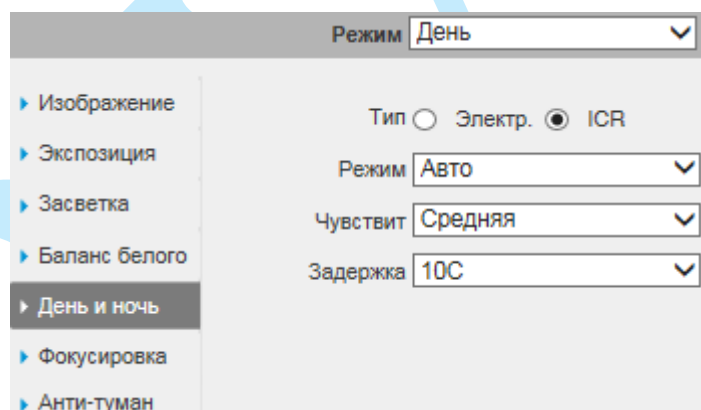 Режим День
Изображение
Тип Электр. ICR
Экспозиция
Режим Авто
Засветка
Чувствит Средняя
Баланс белого
Задержка 10С
День и ночь
Фокусировка
Анти-туман